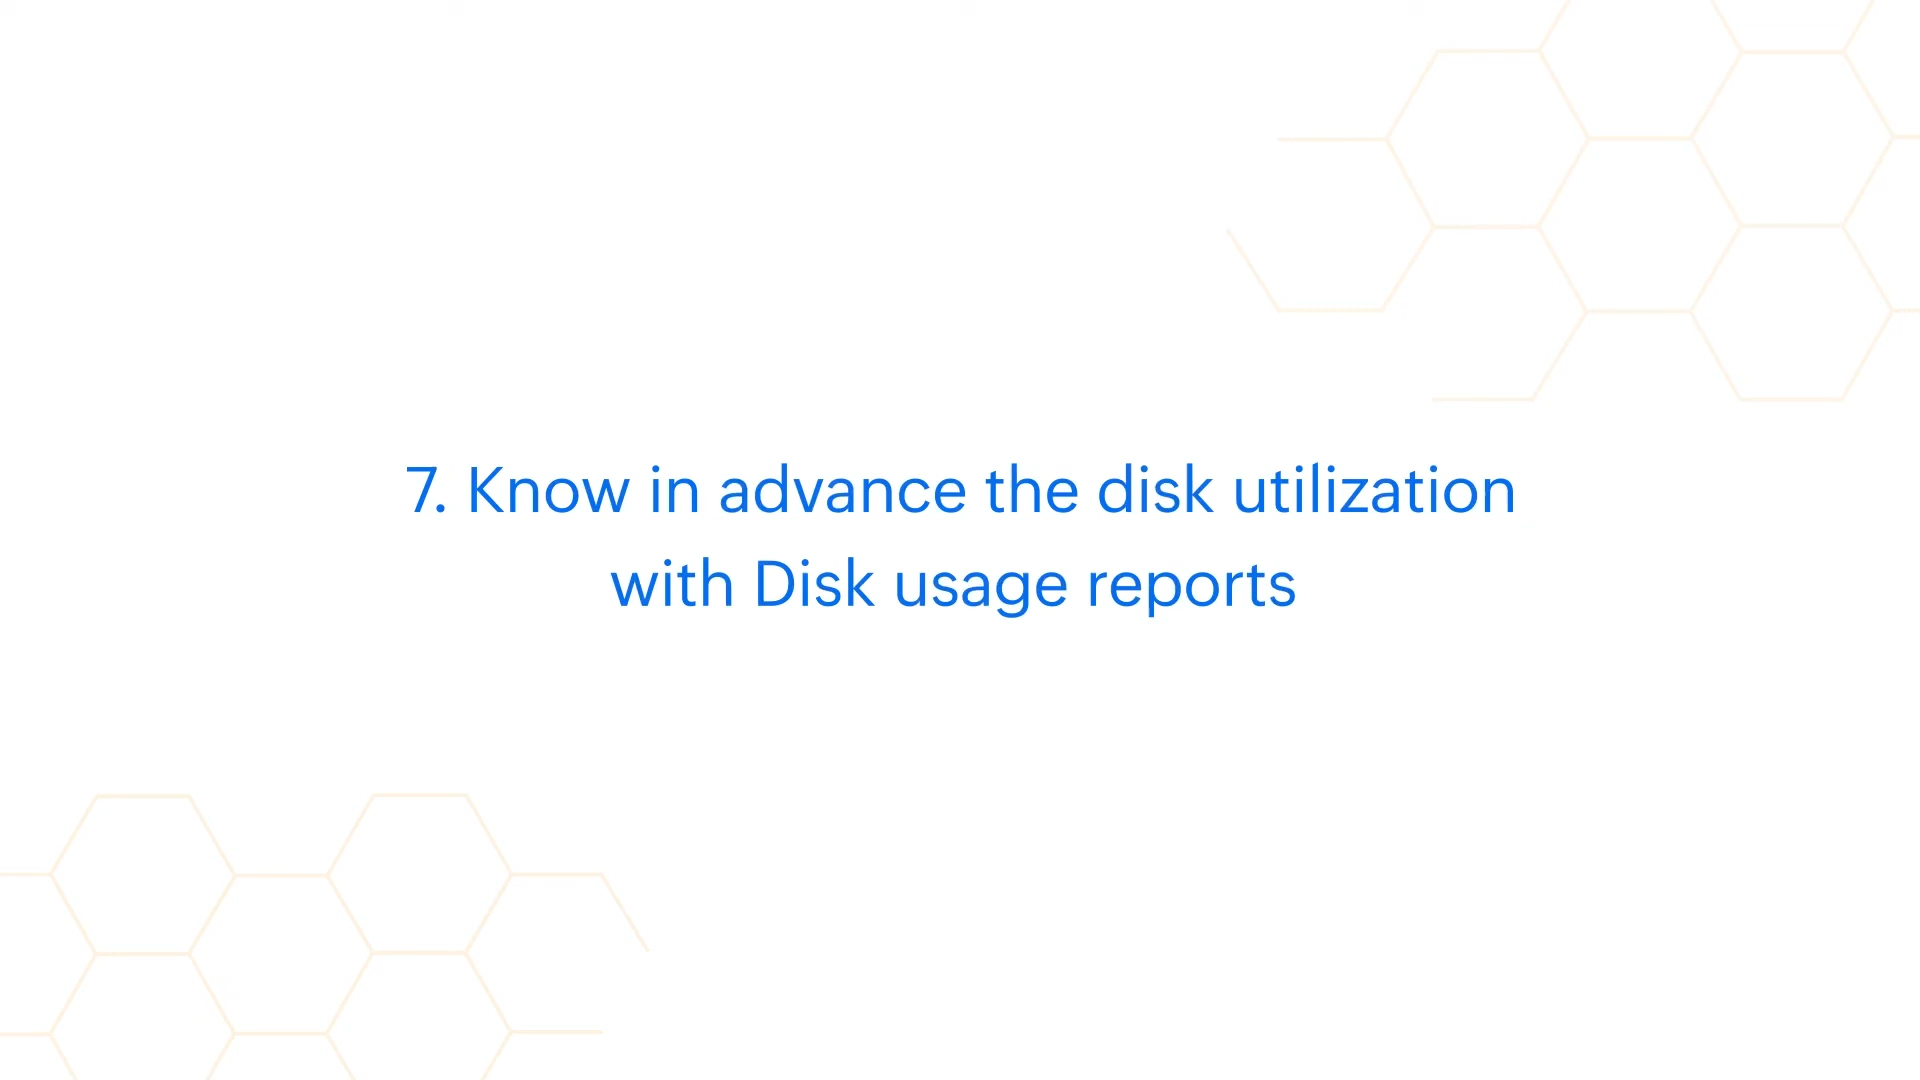 7. Know in advance the disk utilization
with Disk usage reports